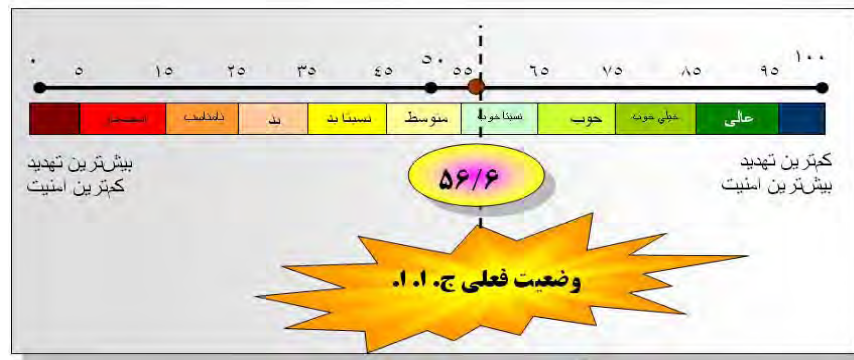 ۰ ۵ ۱۵ ۲۵ ۳۵ ۴۵ ۵۰ ۵۵ ۶۵ ۷۵ ۸۵ ۹۵ ۱۰۰
نامناسب بد نسبتا بد متوسط نسبتا خوب خوب خیلی خوب عالی
بیش‌ترین تهدید
کم‌ترین امنیت
۵۶/۶
کم‌ترین تهدید
بیش‌ترین امنیت
وضعیت فعلی ج. ا. ا.